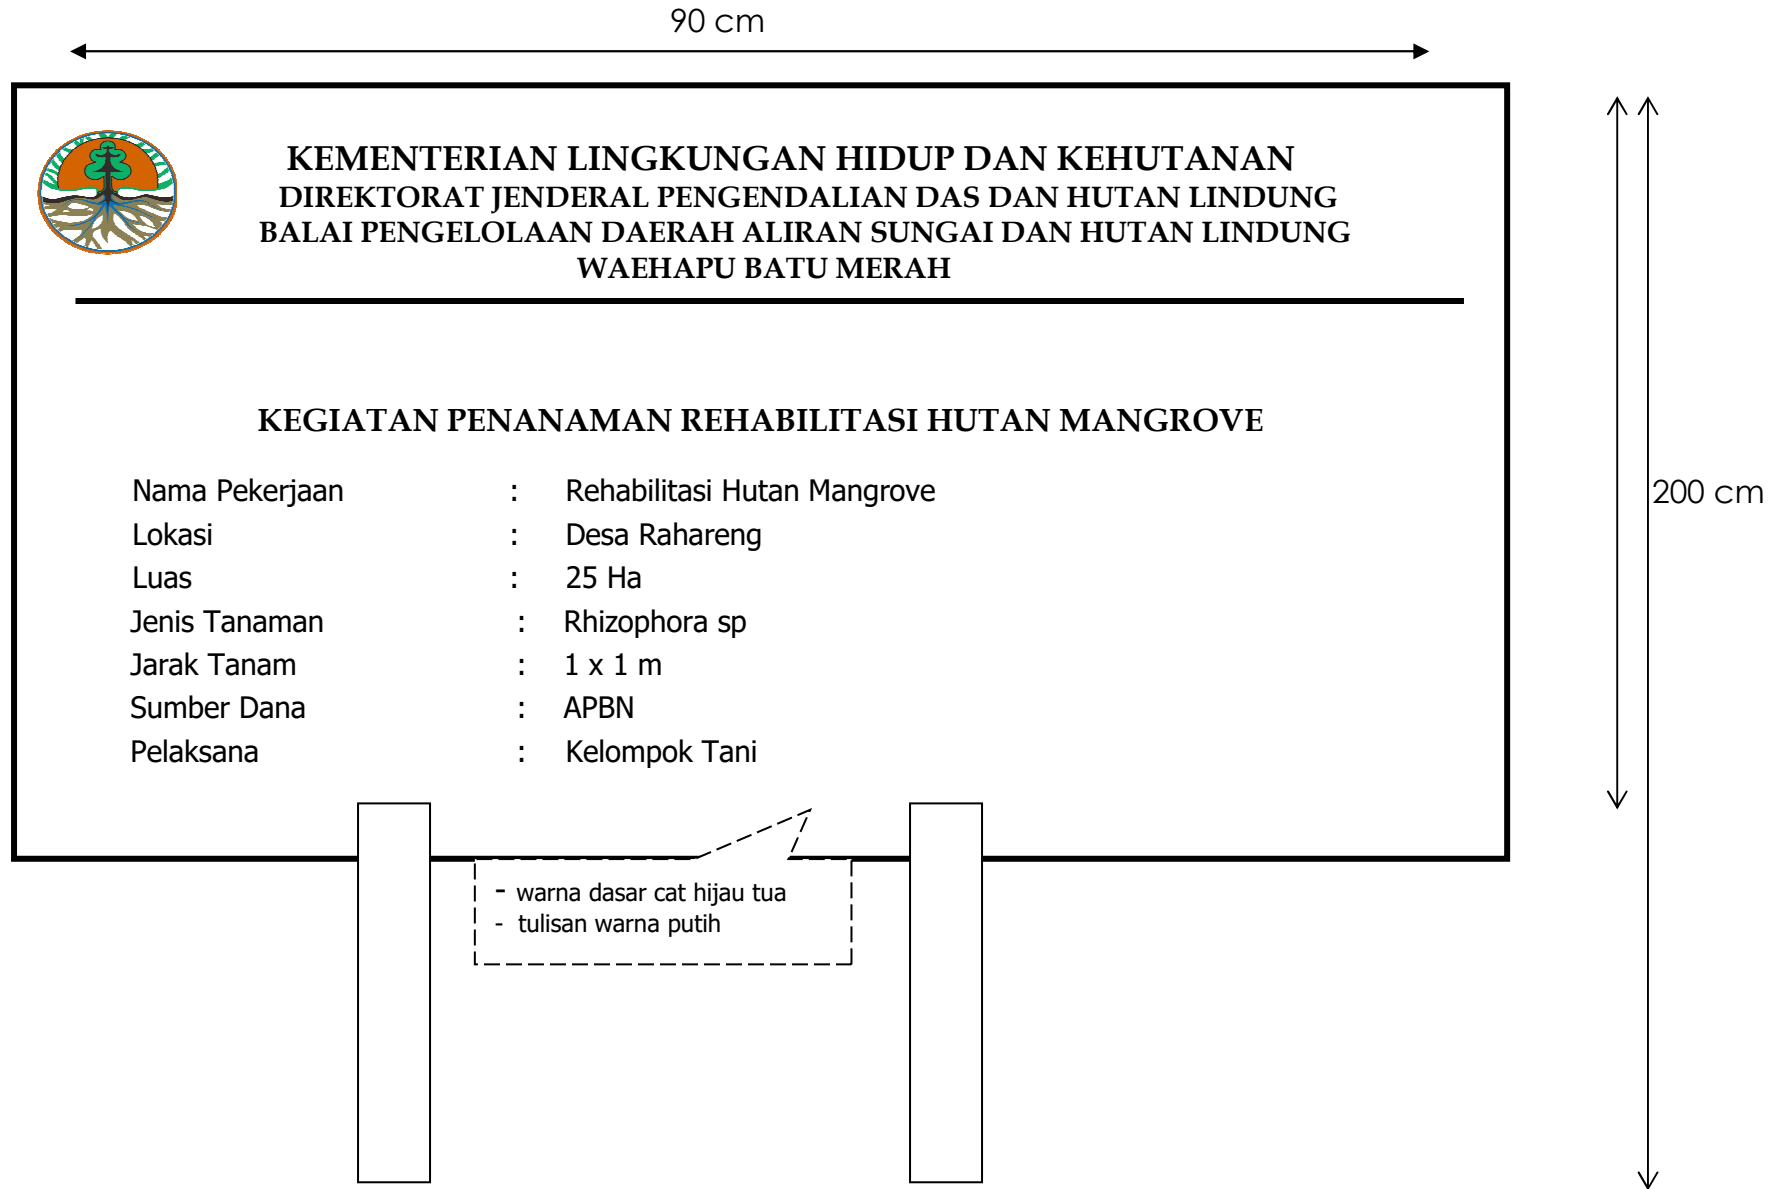 90 cm
KEMENTERIAN LINGKUNGAN HIDUP DAN KEHUTANAN
DIREKTORAT JENDERAL PENGENDALIAN DAS DAN HUTAN LINDUNG
BALAI PENGELOLAAN DAERAH ALIRAN SUNGAI DAN HUTAN LINDUNG
WAEHAPU BATU MERAH
KEGIATAN PENANAMAN REHABILITASI HUTAN MANGROVE
Nama Pekerjaan : Rehabilitasi Hutan Mangrove
Lokasi : Desa Rahareng
Luas : 25 Ha
Jenis Tanaman : Rhizophora sp
Jarak Tanam : 1 x 1 m
Sumber Dana : APBN
Pelaksana : Kelompok Tani
200 cm
- warna dasar cat hijau tua
- tulisan warna putih